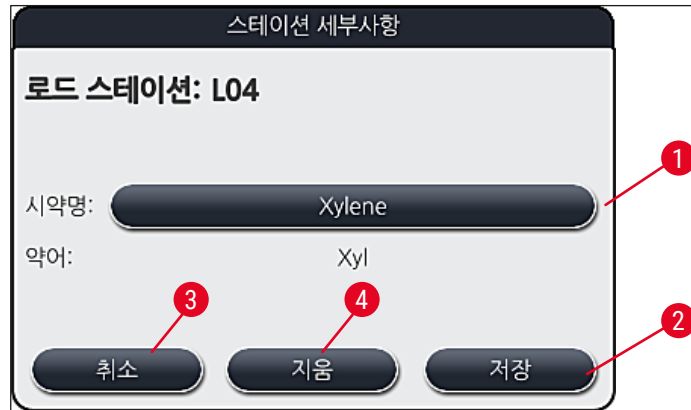 스테이션 세부사항
로드 스테이션: L04
1
시약명: Xylene
약어: Xyl
3 4
2
취소 지움 저장